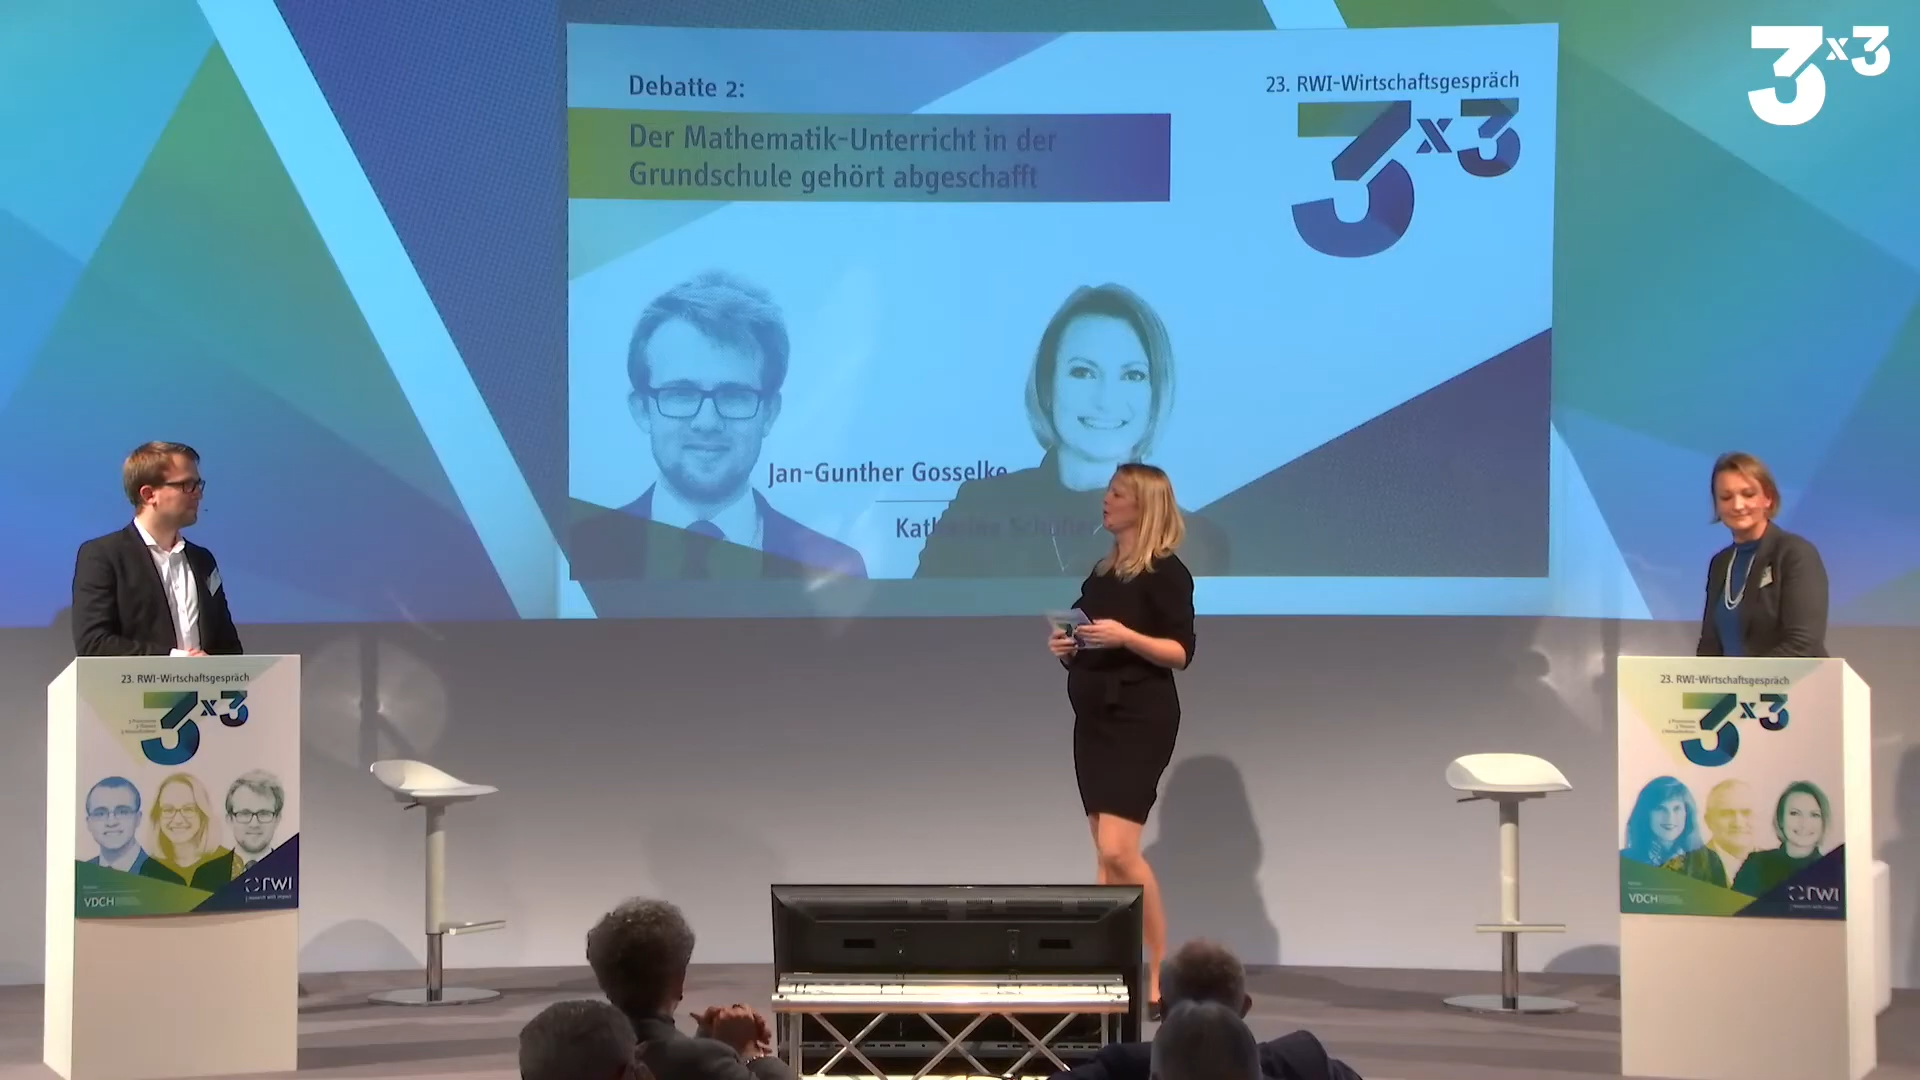 3x3
Debatte 2:
Der Mathematik-Unterricht in der
Grundschule gehört abgeschafft
23. RWI-Wirtschaftsgespräch
3x3
Jan-Gunther Gosselke
23. RWI-Wirtschaftsgespräch
3x3
VDCH
RWI
23. RWI-Wirtschaftsgespräch
3x3
VDCH
RWI